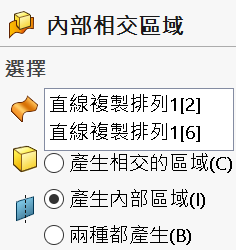 內部相交區域
選擇
直線複製排列1[2]
直線複製排列1[6]
產生相交的區域(C)
產生內部區域(I)
兩種都產生(B)